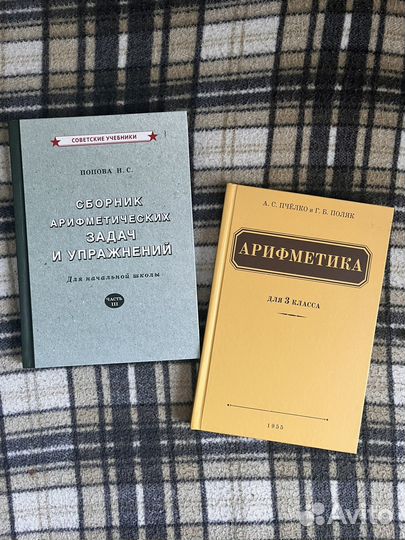 СОВЕТСКИЕ УЧЕБНИКИ
ПОПОВА Н. С.
СБОРНИК
АРИФМЕТИЧЕСКИХ
ЗАДАЧ
И УПРАЖНЕНИЙ
Для начальной школы
ЧАСТЬ
III
А. С. ПЧЁЛКО и Г. Б. ПОЛЯК
АРИФМЕТИКА
ДЛЯ 3 КЛАССА
1955
Avito